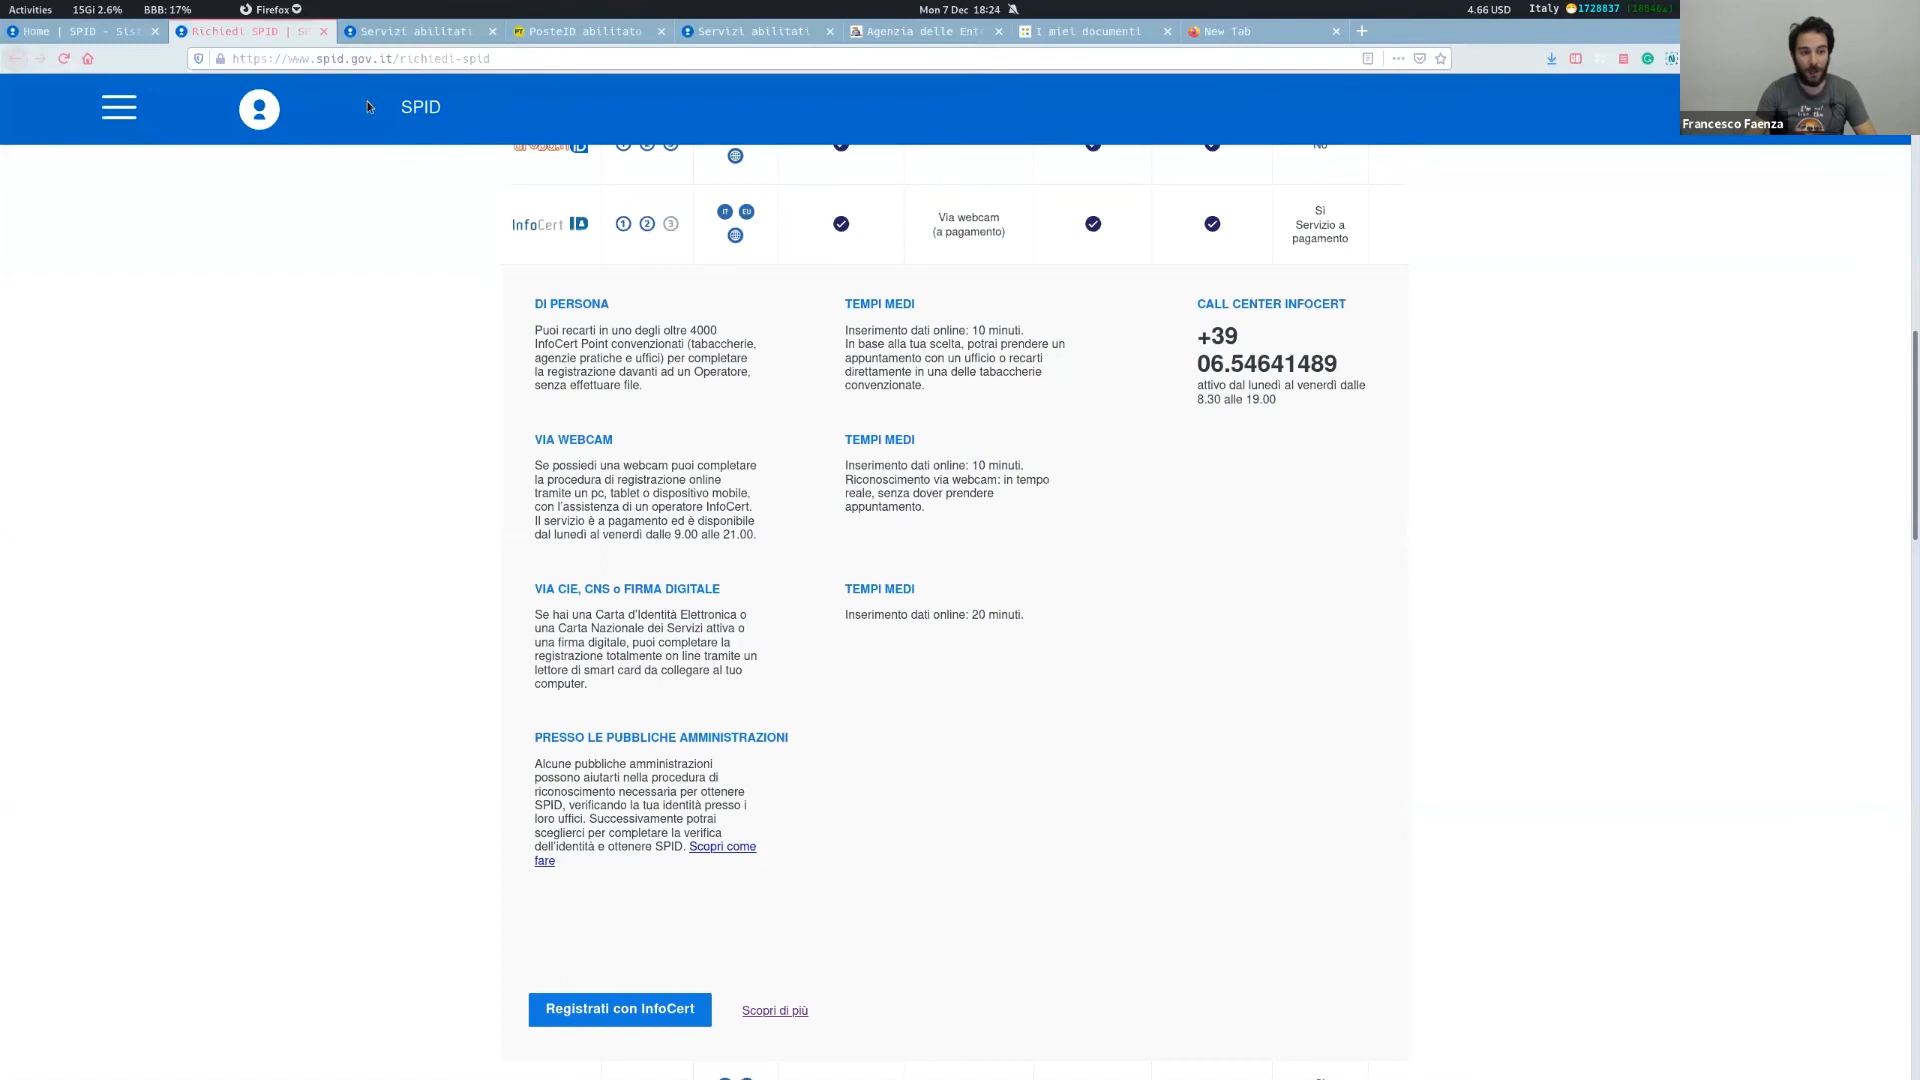 Activities 15Gi 2.6% BBB: 17% Firefox Mon 7 Dec 18:24 4.66 USD Italy 1728837 (18846▲)
Home | SPID - Sist Richiedi SPID | SP Servizi abilitati PosteID abilitato Servizi abilitati Agenzia delle Ent I miei documenti New Tab
https://www.spid.gov.it/richiedi-spid
SPID
Francesco Faenza
No
InfoCert ID 1 2 3 IT EU
Via webcam
(a pagamento)
Sì
Servizio a
pagamento
DI PERSONA
Puoi recarti in uno degli oltre 4000
InfoCert Point convenzionati (tabaccherie,
agenzie pratiche e uffici) per completare
la registrazione davanti ad un Operatore,
senza effettuare file.
TEMPI MEDI
Inserimento dati online: 10 minuti.
In base alla tua scelta, potrai prendere un
appuntamento con un ufficio o recarti
direttamente in una delle tabaccherie
convenzionate.
CALL CENTER INFOCERT
+39
06.54641489
attivo dal lunedì al venerdì dalle
8.30 alle 19.00
VIA WEBCAM
Se possiedi una webcam puoi completare
la procedura di registrazione online
tramite un pc, tablet o dispositivo mobile,
con l'assistenza di un operatore InfoCert.
Il servizio è a pagamento ed è disponibile
dal lunedì al venerdì dalle 9.00 alle 21.00.
TEMPI MEDI
Inserimento dati online: 10 minuti.
Riconoscimento via webcam: in tempo
reale, senza dover prendere
appuntamento.
VIA CIE, CNS o FIRMA DIGITALE
Se hai una Carta d'Identità Elettronica o
una Carta Nazionale dei Servizi attiva o
una firma digitale, puoi completare la
registrazione totalmente on line tramite un
lettore di smart card da collegare al tuo
computer.
TEMPI MEDI
Inserimento dati online: 20 minuti.
PRESSO LE PUBBLICHE AMMINISTRAZIONI
Alcune pubbliche amministrazioni
possono aiutarti nella procedura di
riconoscimento necessaria per ottenere
SPID, verificando la tua identità presso i
loro uffici. Successivamente potrai
sceglierci per completare la verifica
dell'identità e ottenere SPID. Scopri come
fare
Registrati con InfoCert
Scopri di più